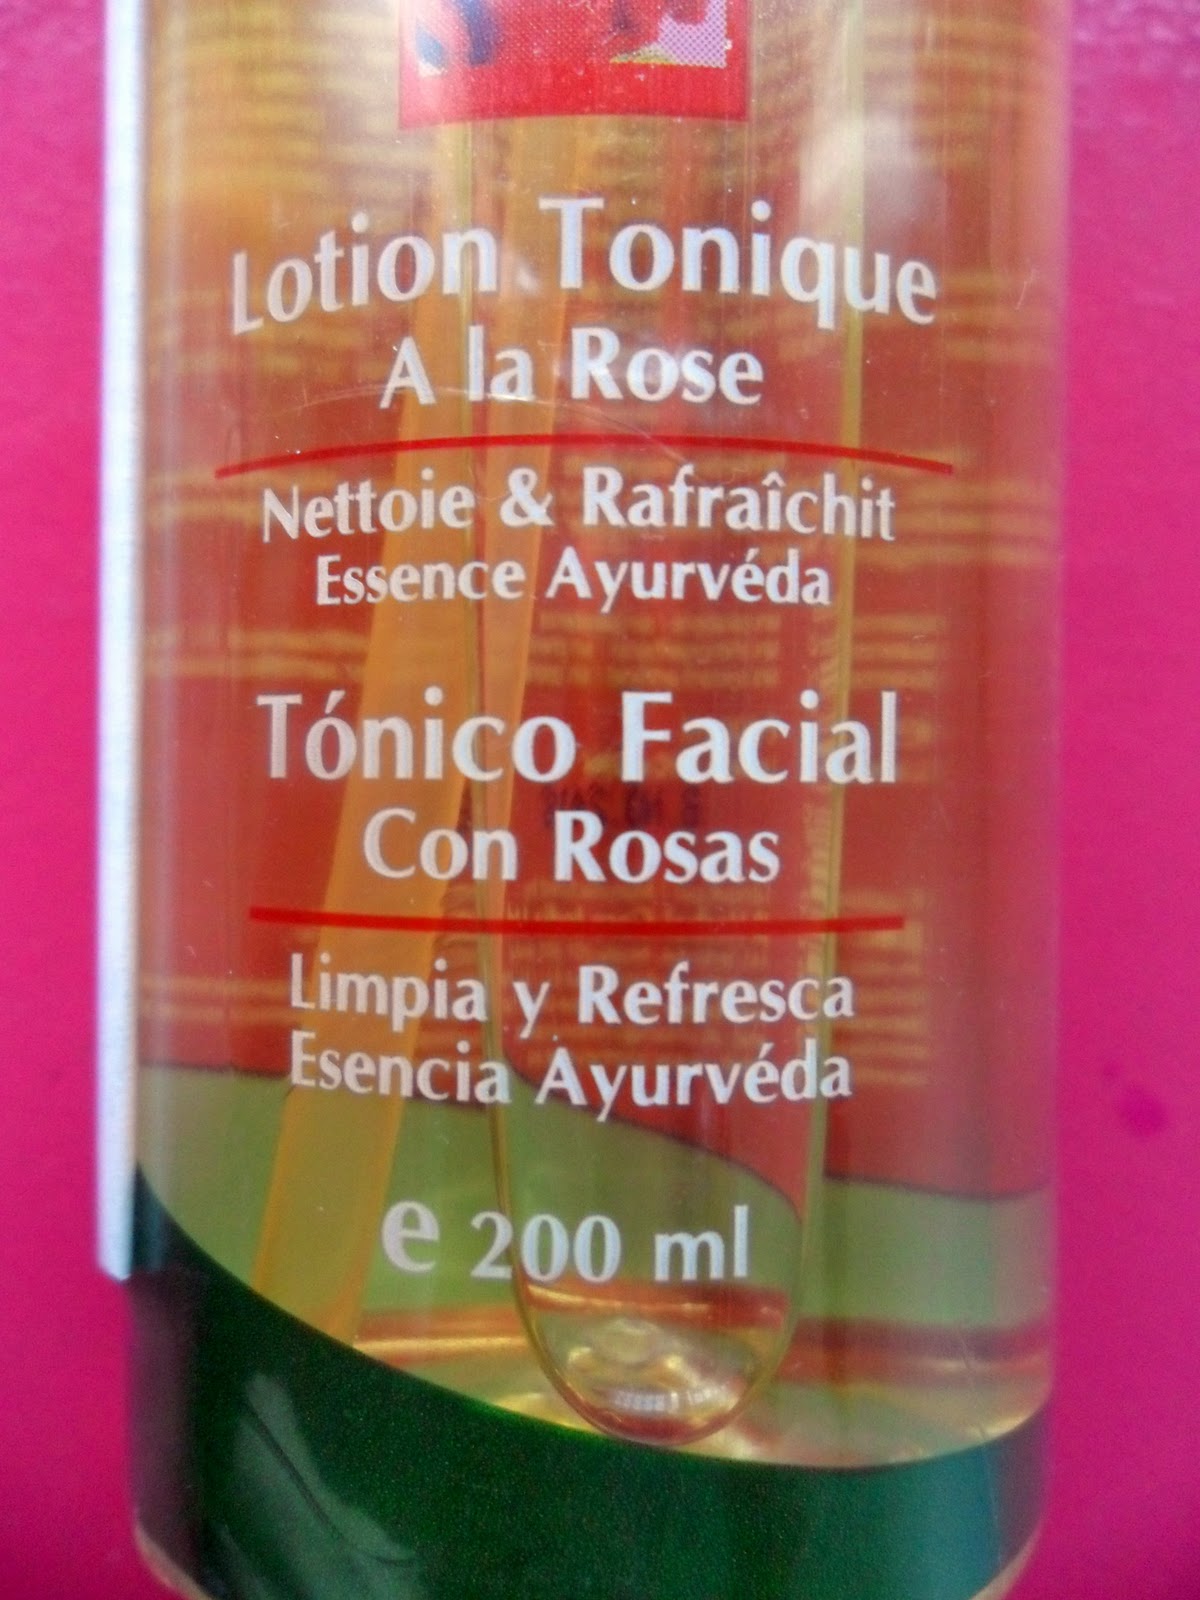 Lotion Tonique
A la Rose
Nettoie & Rafraîchit
Essence Ayurvéda
Tónico Facial
Con Rosas
Limpia y Refresca
Esencia Ayurvéda
e 200 ml